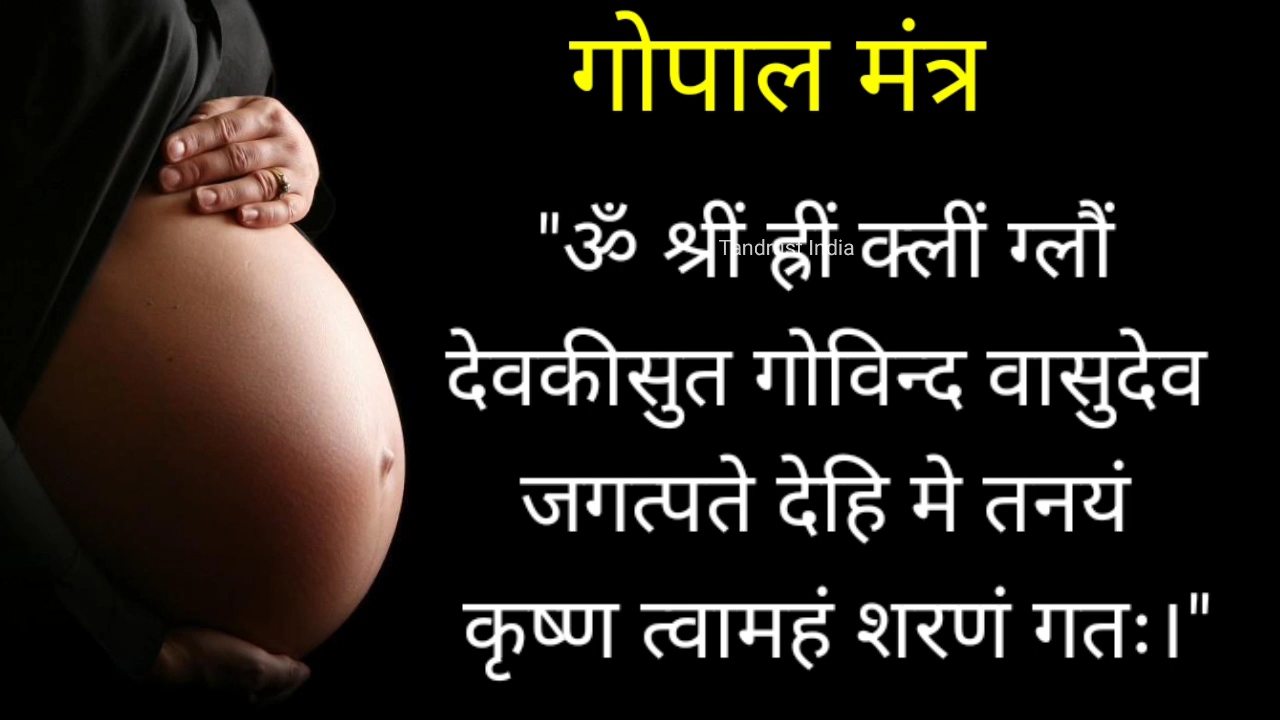 गोपाल मंत्र
"ॐ श्रीं ह्रीं क्लीं ग्लौं
Tandrust India
देवकीसुत गोविन्द वासुदेव
जगत्पते देहि मे तनयं
कृष्ण त्वामहं शरणं गतः।"